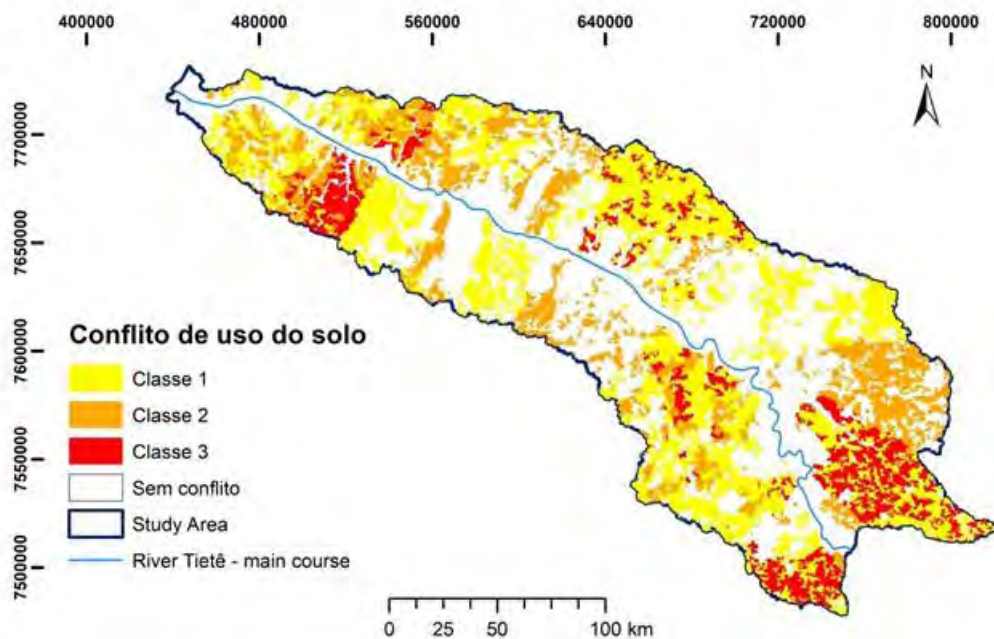 400000 480000 560000 640000 720000 800000
N
7700000
7650000
7600000
7550000
7500000
Conflito de uso do solo
Classe 1
Classe 2
Classe 3
Sem conflito
Study Area
River Tietê - main course
0 25 50 100 km